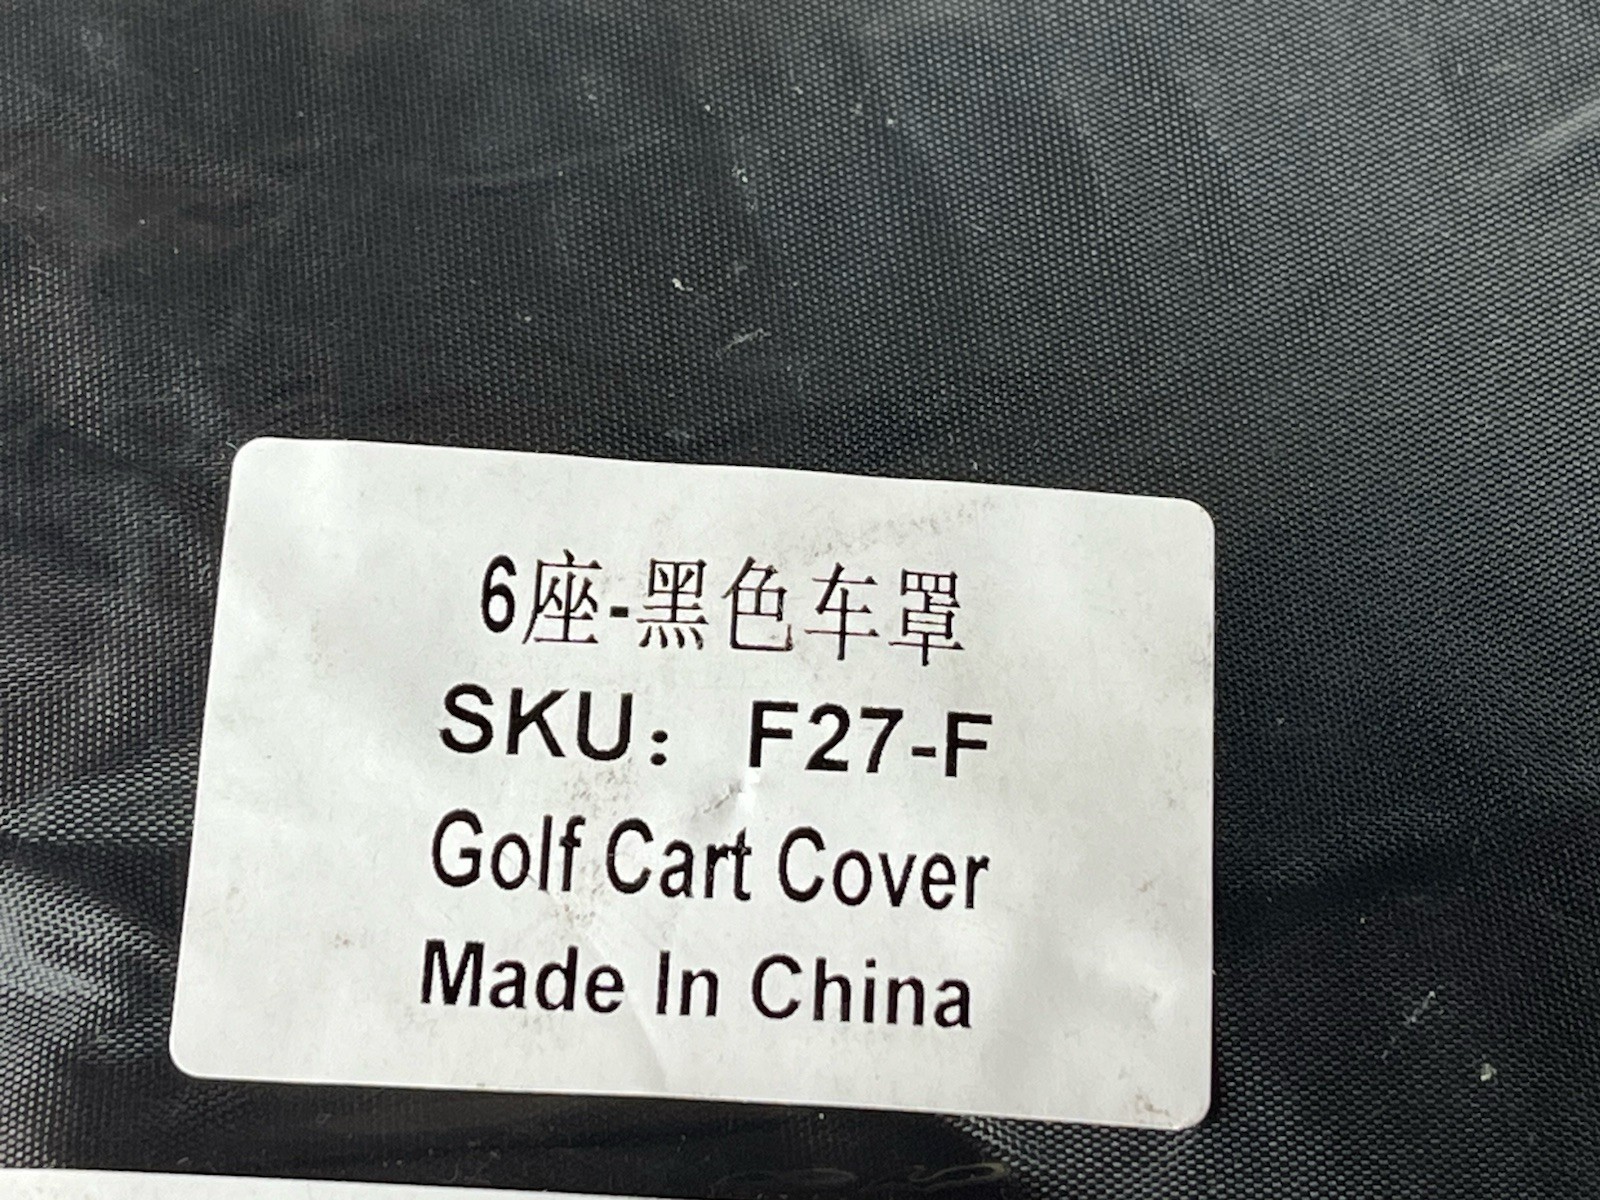 6座-黑色车罩
SKU： F27-F
Golf Cart Cover
Made In China